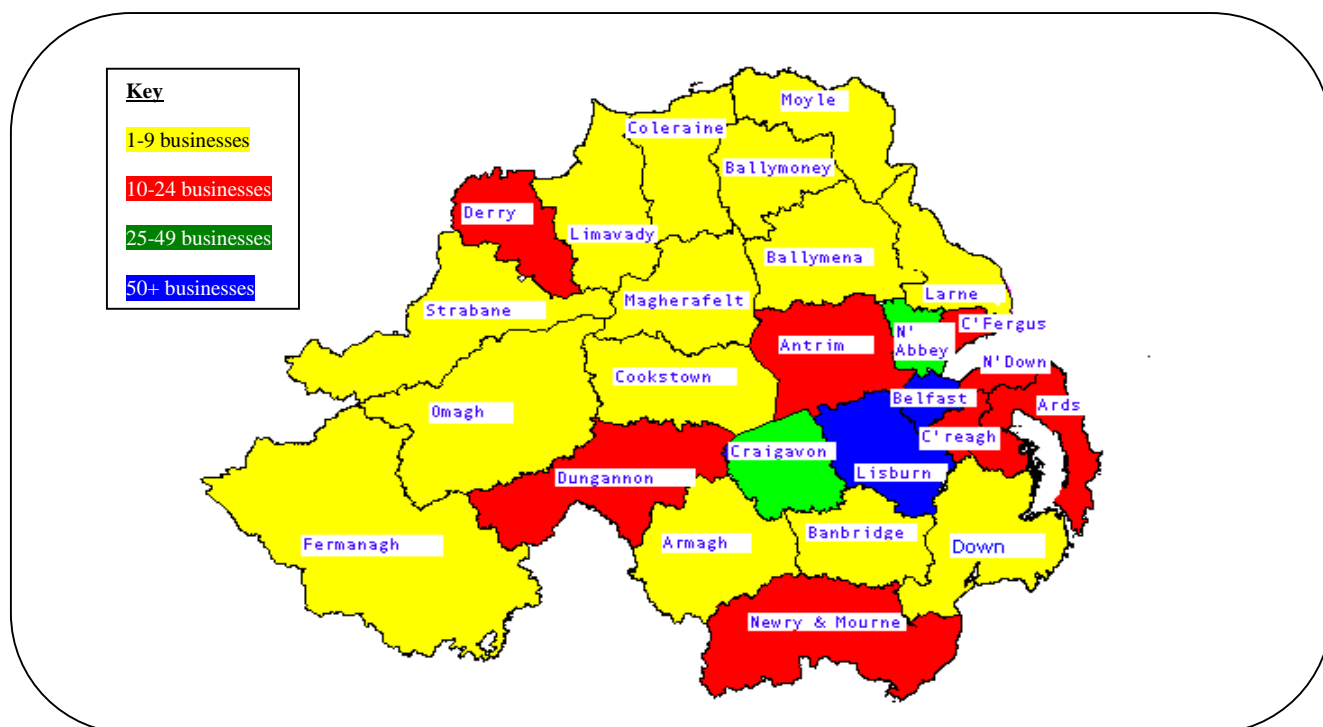 Key
1-9 businesses
10-24 businesses
25-49 businesses
50+ businesses
Moyle
Coleraine
Ballymoney
Derry
Limavady
Ballymena
Larne
Magherafelt
Strabane
C'Fergus
N'
Abbey
Antrim
N'Down
Cookstown
Belfast
Ards
Omagh
C'reagh
Craigavon
Lisburn
Dungannon
Banbridge
Armagh
Fermanagh
Down
Newry & Mourne